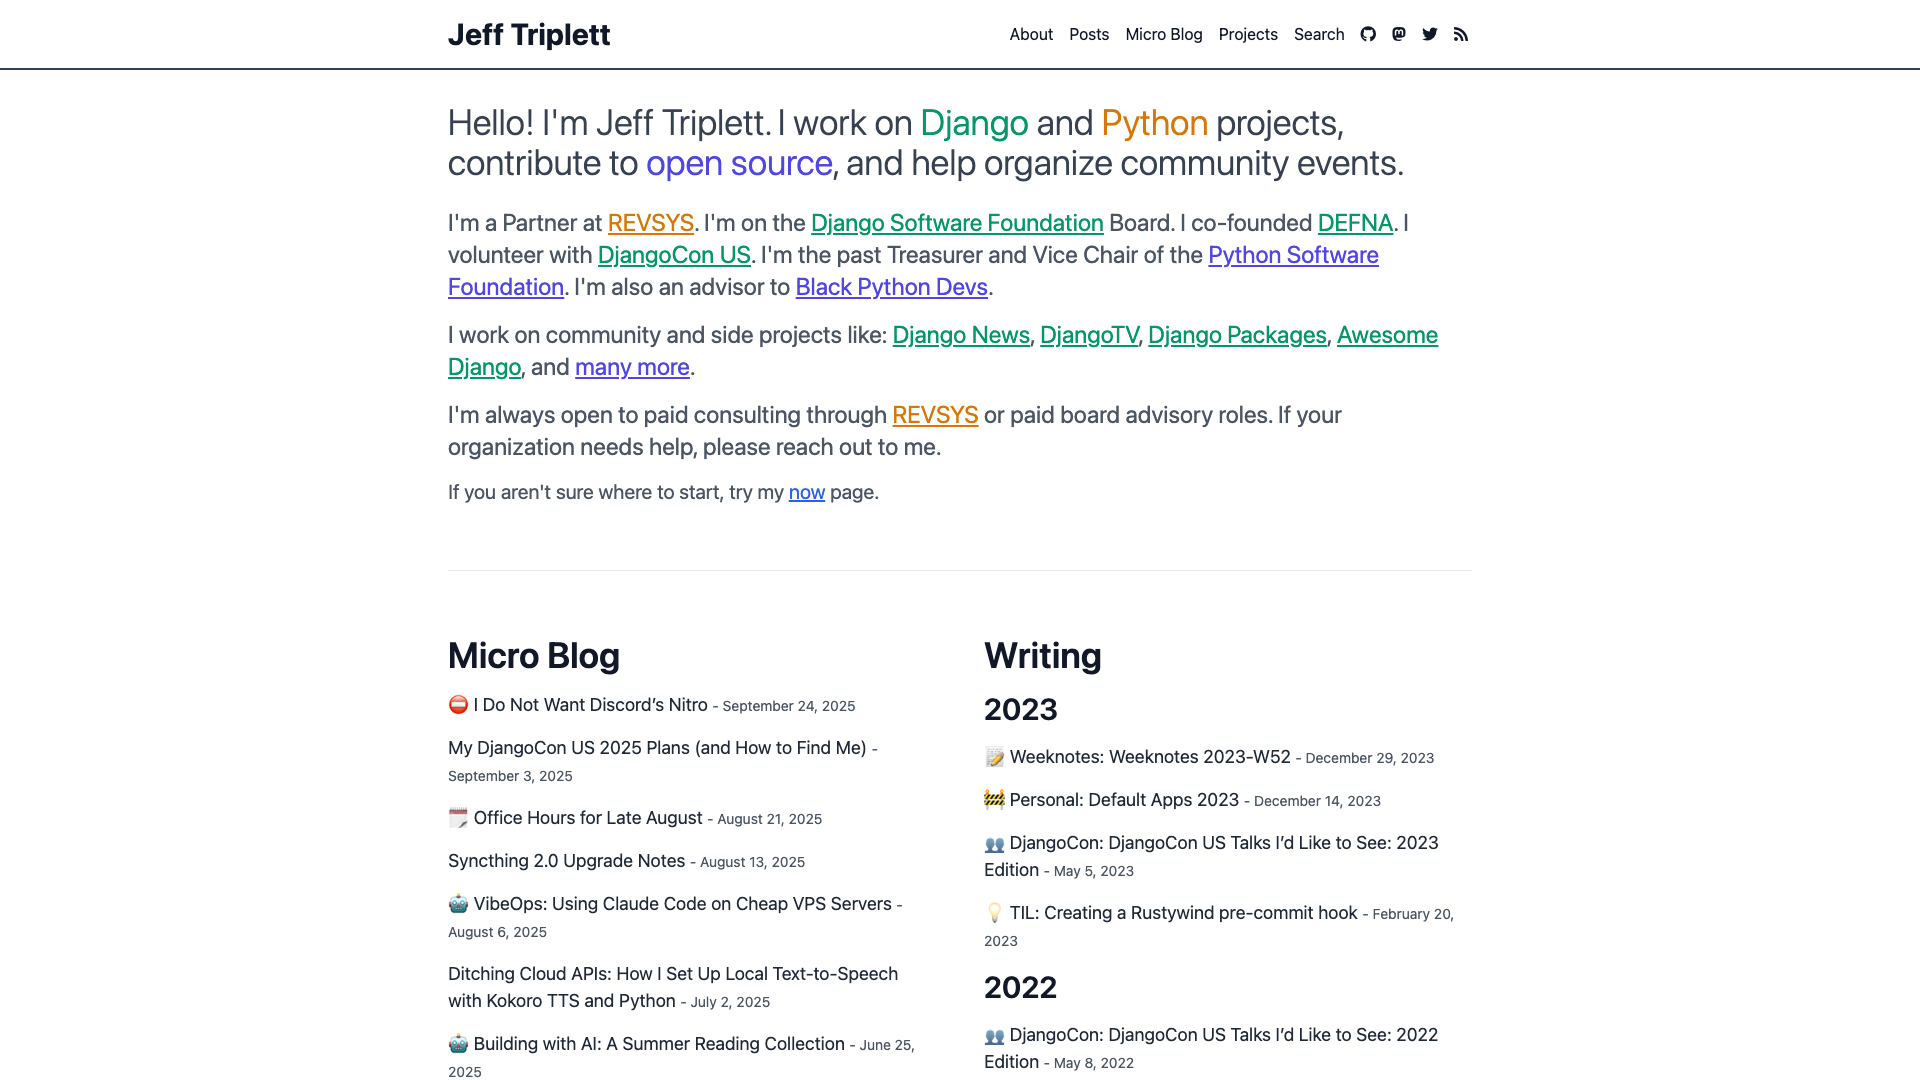 Jeff Triplett
About Posts Micro Blog Projects Search
Hello! I'm Jeff Triplett. I work on Django and Python projects,
contribute to open source, and help organize community events.
I'm a Partner at REVSYS. I'm on the Django Software Foundation Board. I co-founded DEFNA. I
volunteer with DjangoCon US. I'm the past Treasurer and Vice Chair of the Python Software
Foundation. I'm also an advisor to Black Python Devs.
I work on community and side projects like: Django News, DjangoTV, Django Packages, Awesome
Django, and many more.
I'm always open to paid consulting through REVSYS or paid board advisory roles. If your
organization needs help, please reach out to me.
If you aren't sure where to start, try my now page.
Micro Blog
⛔ I Do Not Want Discord’s Nitro - September 24, 2025
My DjangoCon US 2025 Plans (and How to Find Me) -
September 3, 2025
🗓️ Office Hours for Late August - August 21, 2025
Syncthing 2.0 Upgrade Notes - August 13, 2025
🤖 VibeOps: Using Claude Code on Cheap VPS Servers -
August 6, 2025
Ditching Cloud APIs: How I Set Up Local Text-to-Speech
with Kokoro TTS and Python - July 2, 2025
🤖 Building with AI: A Summer Reading Collection - June 25,
2025
Writing
2023
📝 Weeknotes: Weeknotes 2023-W52 - December 29, 2023
🚧 Personal: Default Apps 2023 - December 14, 2023
👥 DjangoCon: DjangoCon US Talks I’d Like to See: 2023
Edition - May 5, 2023
💡 TIL: Creating a Rustywind pre-commit hook - February 20,
2023
2022
👥 DjangoCon: DjangoCon US Talks I’d Like to See: 2022
Edition - May 8, 2022